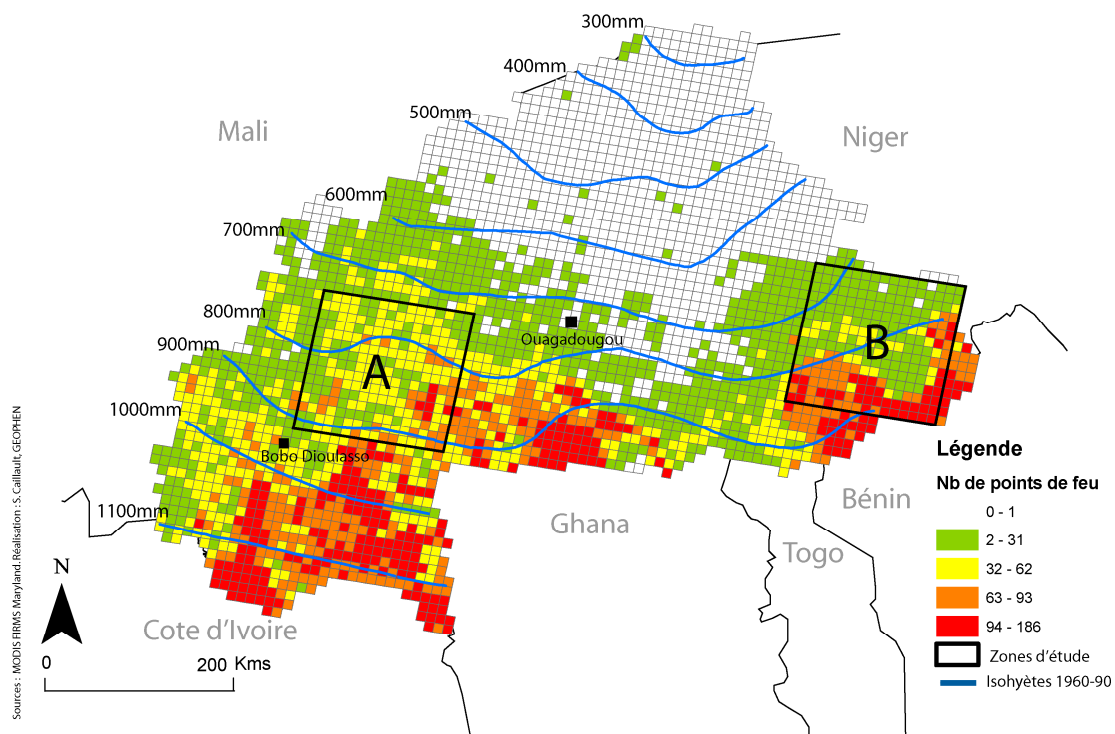 300mm
400mm
500mm
Mali
Niger
600mm
700mm
800mm
Ouagadougou
B
900mm
A
1000mm
Bobo Dioulasso
1100mm
Ghana
Togo
Bénin
Cote d'Ivoire
N
0
200 Kms
Légende
Nb de points de feu
0 - 1
2 - 31
32 - 62
63 - 93
94 - 186
Zones d'étude
Isohyètes 1960-90
Sources : MODIS FIRMS Maryland.Réalisation : S.Caillault, GEOPHEN